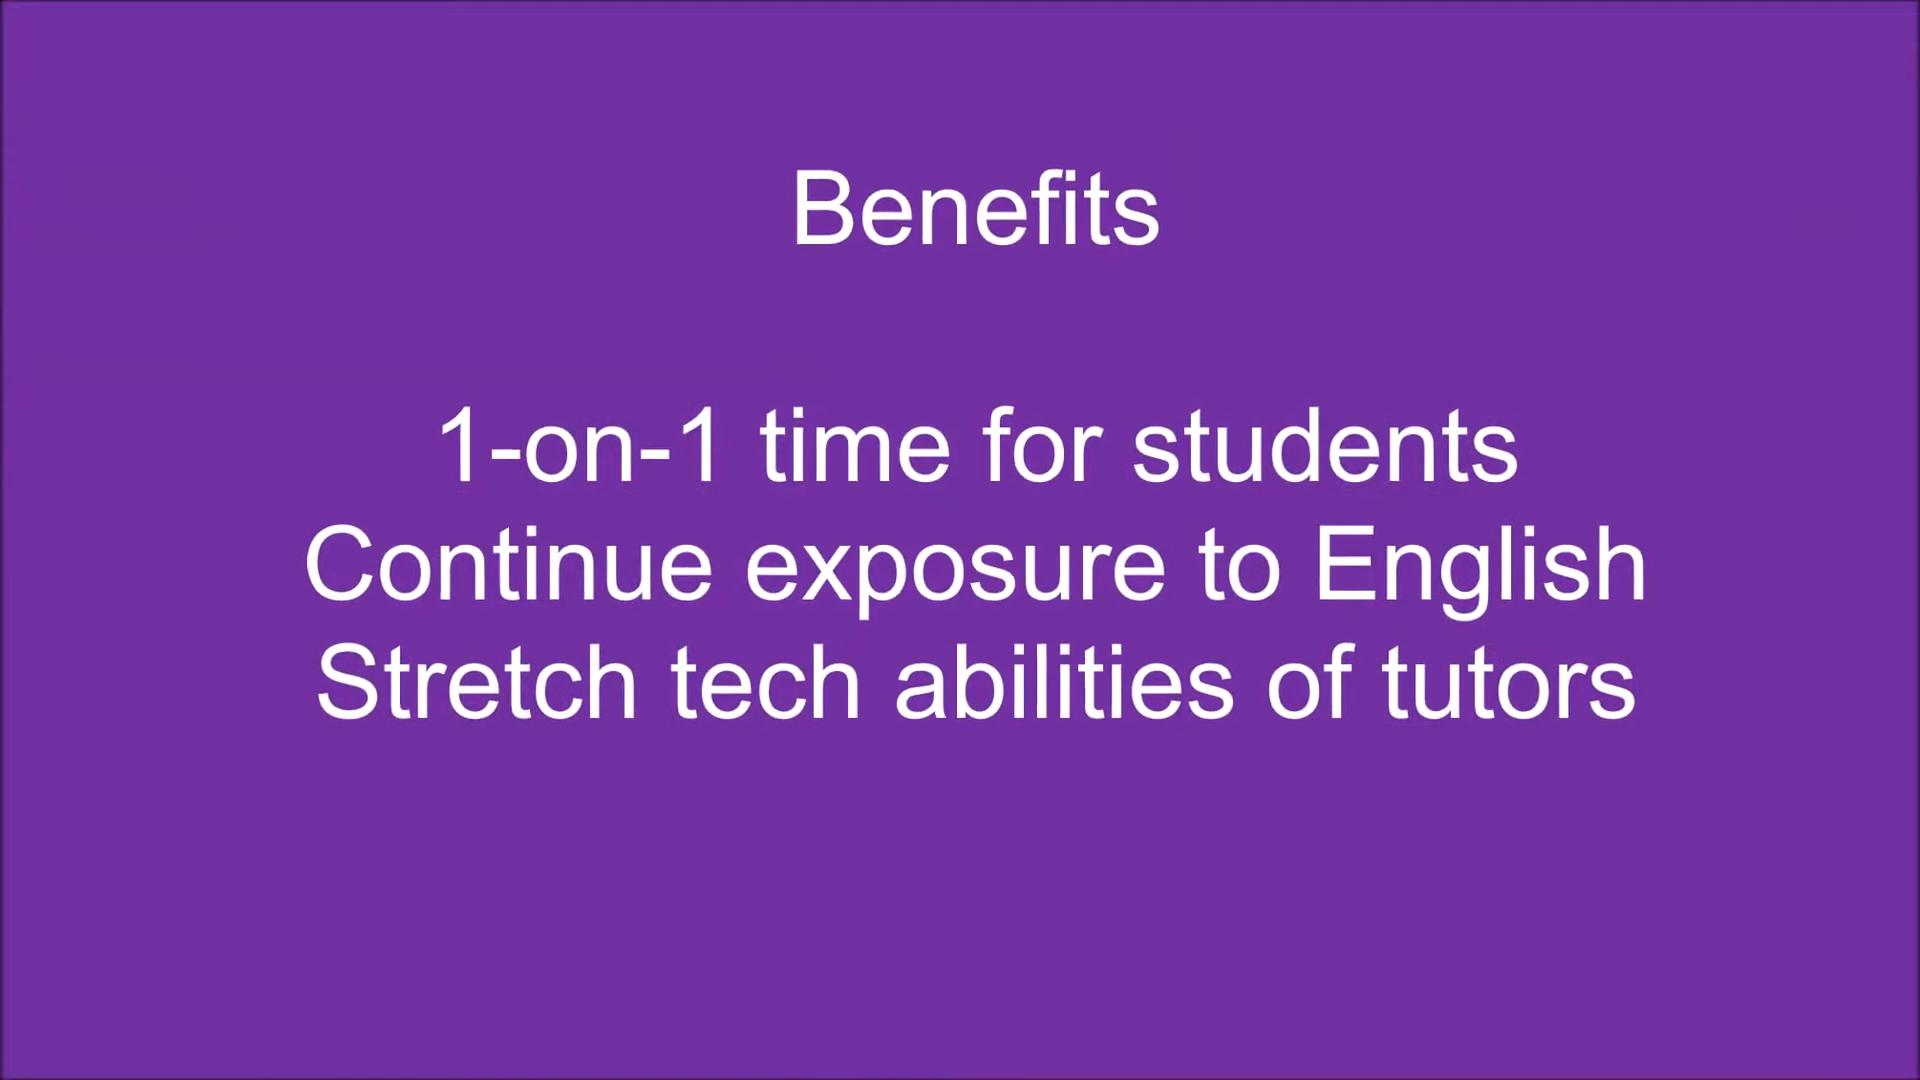 Benefits
1-on-1 time for students
Continue exposure to English
Stretch tech abilities of tutors